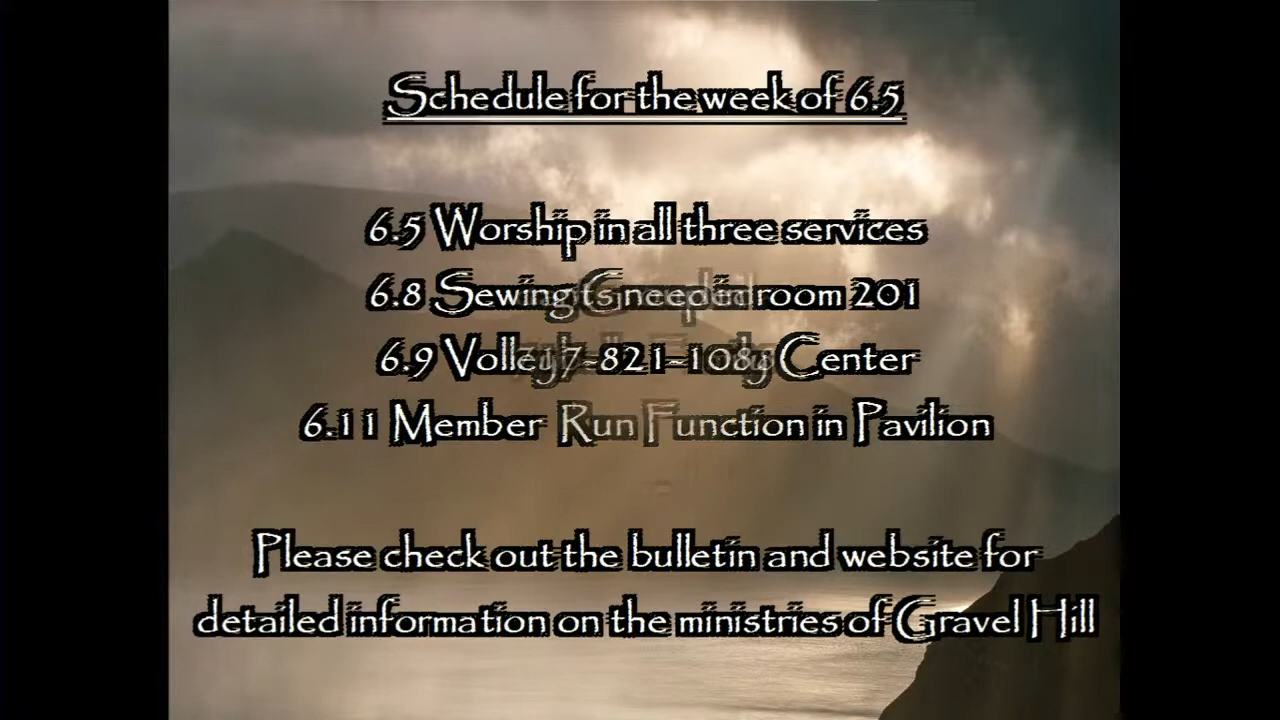 Schedule for the week of 6.5
6.5 Worship in all three services
6.8 Sewing room 201
6.9 Center
6.11 Member Run Function in Pavilion
Please check out the bulletin and website for
detailed information on the ministries of Gravel Hill